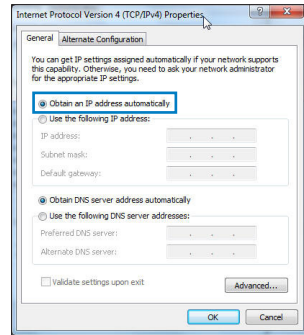 Internet Protocol Version 4 (TCP/IPv4) Properties
General
Alternate Configuration
You can get IP settings assigned automatically if your network supports
this capability. Otherwise, you need to ask your network administrator
for the appropriate IP settings.
Obtain an IP address automatically
Use the following IP address:
IP address:
Subnet mask:
Default gateway:
Obtain DNS server address automatically
Use the following DNS server addresses:
Preferred DNS server:
Alternate DNS server:
Validate settings upon exit
Advanced...
OK
Cancel